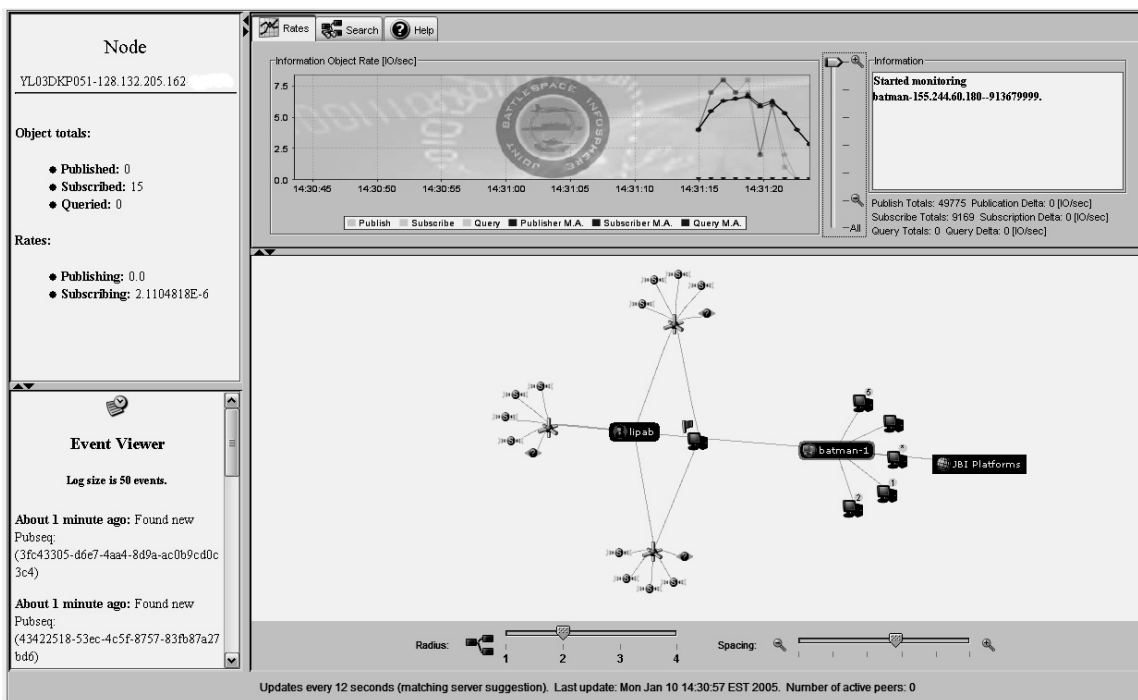 Node
YL03DKP051-128.132.205.162
Object totals:
Published: 0
Subscribed: 15
Queried: 0
Rates:
Publishing: 0.0
Subscribing: 2.1104818E-6
Event Viewer
Log size is 50 events.
About 1 minute ago: Found new
Pubseq:
(3fc43305-d6e7-4aa4-8d9a-ac0b9cd0c
3c4)
About 1 minute ago: Found new
Pubseq:
(43422518-53ec-4c5f-8757-83fb87a27
bd6)
Rates
Search
? Help
Information Object Rate [IO/sec]
7.5
5.0
2.5
0.0
JOINT BATTLESPACE INFOSPHERE
14:30:45 14:30:50 14:30:55 14:31:00 14:31:05 14:31:10 14:31:15 14:31:20
Publish Subscribe Query Publisher M.A. Subscriber M.A. Query M.A.
All
Information
Started monitoring
batman-155.244.60.180--913679999.
Publish Totals: 49775 Publication Delta: 0 [IO/sec]
Subscribe Totals: 9169 Subscription Delta: 0 [IO/sec]
Query Totals: 0 Query Delta: 0 [IO/sec]
S
S
S
S
?
S
S
S
S
?
lipab
batman-1
JBI Platforms
1
2
?
S
S
S
S
Radius:
1 2 3 4
Spacing:
Updates every 12 seconds (matching server suggestion). Last update: Mon Jan 10 14:30:57 EST 2005. Number of active peers: 0